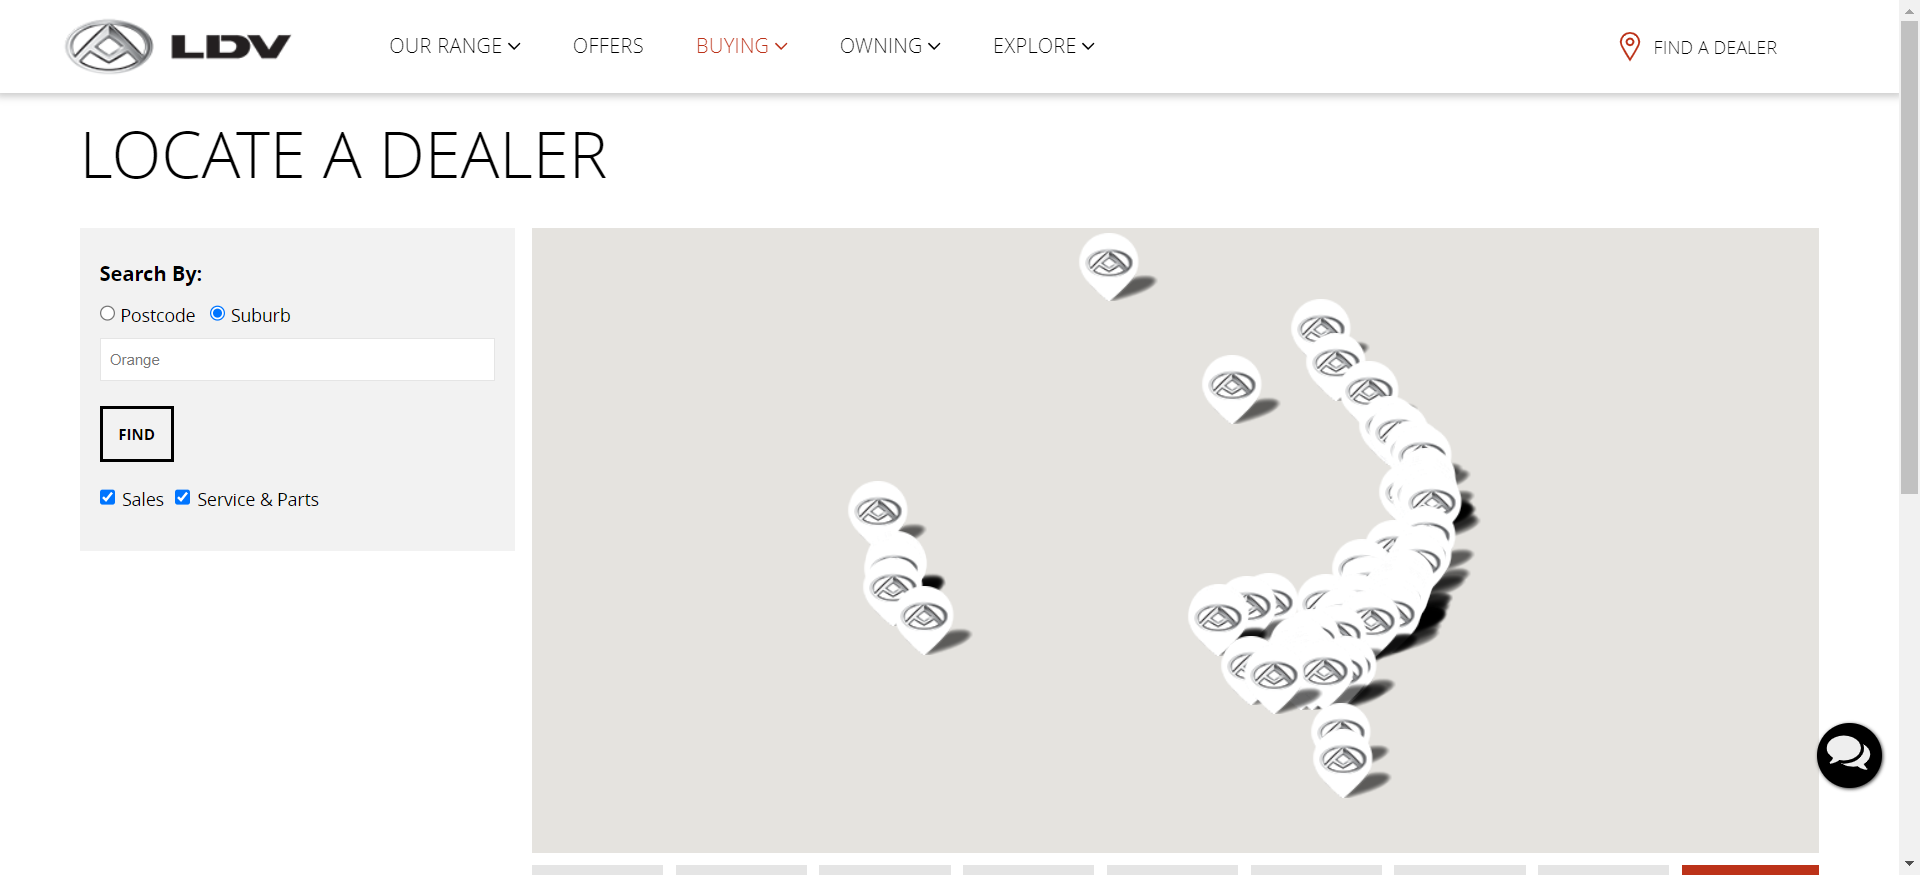 LDV
OUR RANGE
OFFERS
BUYING
OWNING
EXPLORE
FIND A DEALER
LOCATE A DEALER
Search By:
Postcode
Suburb
Orange
FIND
Sales
Service & Parts